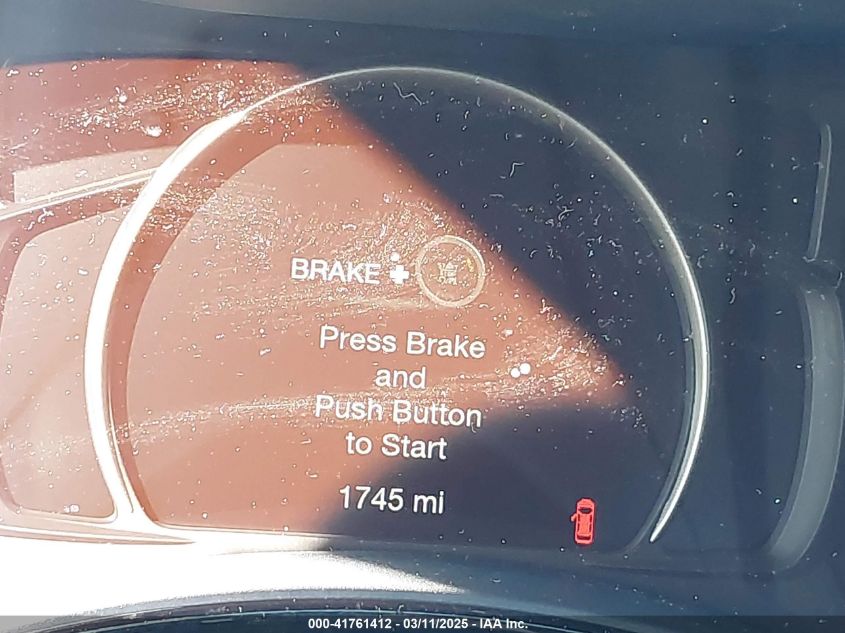 BRAKE +
Press Brake
and
Push Button
to Start
1745 mi
000-41761412 - 03/11/2025 - IAA Inc.